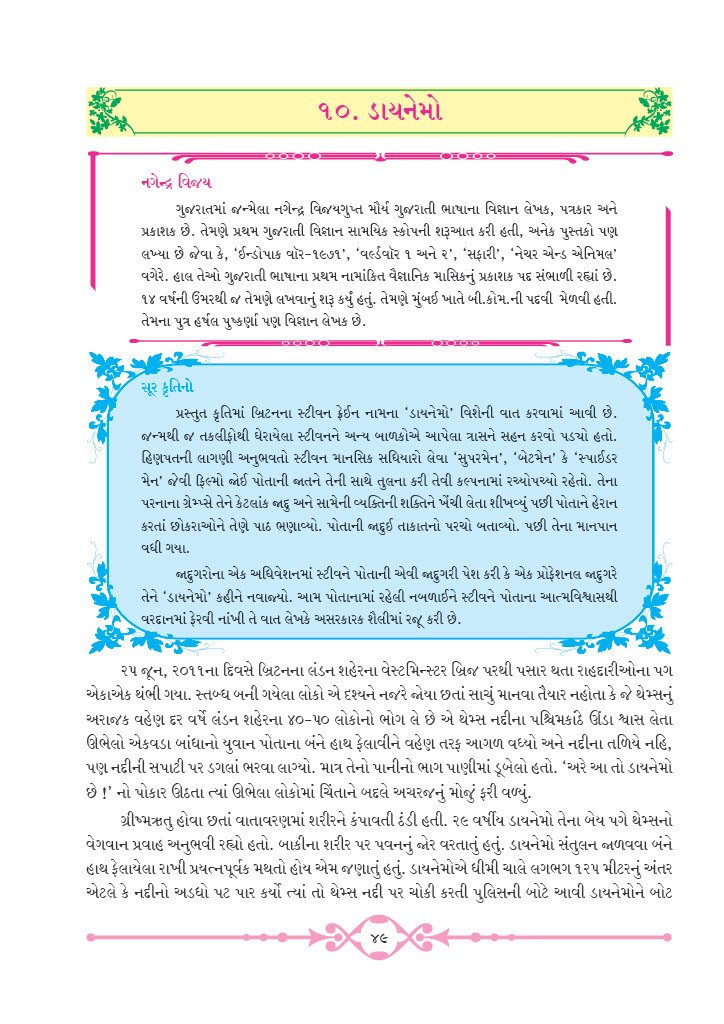 ૧૦. ડાયનેમો
નગેન્દ્ર વિજય
ગુજરાતમાં જન્મેલા નગેન્દ્ર વિજયગુપ્ત મૌર્ય ગુજરાતી ભાષાના વિજ્ઞાન લેખક, પત્રકાર અને
પ્રકાશક છે. તેમણે પ્રથમ ગુજરાતી વિજ્ઞાન સામયિક સ્કોપની શરૂઆત કરી હતી, અનેક પુસ્તકો પણ
લખ્યા છે જેવા કે, ‘ઈન્ડોપાક વૉર-૧૯૭૧’, ‘વર્લ્ડવૉર ૧ અને ૨’, ‘સફારી’, ‘નેચર એન્ડ એનિમલ’
વગેરે. હાલ તેઓ ગુજરાતી ભાષાના પ્રથમ નામાંકિત વૈજ્ઞાનિક માસિકનું પ્રકાશક પદ સંભાળી રહ્યાં છે.
૧૪ વર્ષની ઉંમરથી જ તેમણે લખવાનું શરૂ કર્યું હતું. તેમણે મુંબઈ ખાતે બી.કોમ.ની પદવી મેળવી હતી.
તેમના પુત્ર હર્ષલ પુષ્કર્ણા પણ વિજ્ઞાન લેખક છે.
સૂર કૃતિનો
પ્રસ્તુત કૃતિમાં બ્રિટનના સ્ટીવન ફ્રેઈન નામના ‘ડાયનેમો’ વિશેની વાત કરવામાં આવી છે.
જન્મથી જ તકલીફોથી ઘેરાયેલા સ્ટીવનને અન્ય બાળકોએ આપેલા ત્રાસને સહન કરવો પડચો હતો.
હિણપતની લાગણી અનુભવતો સ્ટીવન માનસિક સધિયારો લેવા ‘સુપરમેન’, ‘બેટમેન’ કે ‘સ્પાઈડર
મેન’ જેવી ફિલ્મો જોઈ પોતાની જાતને તેની સાથે તુલના કરી તેવી કલ્પનામાં રચ્યોપચ્યો રહેતો. તેના
પરનાના ગ્રેમ્પ્સે તેને કેટલાંક જાદુ અને સામેની વ્યક્તિની શક્તિને ખેંચી લેતા શીખવ્યું પછી પોતાને હેરાન
કરતાં છોકરાઓને તેણે પાઠ ભણાવ્યો. પોતાની જાદુઈ તાકાતનો પરચો બતાવ્યો. પછી તેના માનપાન
વધી ગયા.
જાદુગરોના એક અધિવેશનમાં સ્ટીવને પોતાની એવી જાદુગરી પેશ કરી કે એક પ્રોફેશનલ જાદુગરે
તેને ‘ડાયનેમો’ કહીને નવાજ્યો. આમ પોતાનામાં રહેલી નબળાઈને સ્ટીવને પોતાના આત્મવિશ્વાસથી
વરદાનમાં ફેરવી નાંખી તે વાત લેખકે અસરકારક શૈલીમાં રજૂ કરી છે.
૨૫ જૂન, ૨૦૧૧ના દિવસે બ્રિટનના લંડન શહેરના વેસ્ટમિન્સ્ટર બ્રિજ પરથી પસાર થતા રાહદારીઓના પગ
એકાએક થંભી ગયા. સ્તબ્ધ બની ગયેલા લોકો એ દૃશ્યને નજરે જોયા છતાં સાચું માનવા તૈયાર નહોતા કે જે થેમ્સનું
અરાજક વહેણ દર વર્ષે લંડન શહેરના ૪૦-૫૦ લોકોનો ભોગ લે છે એ થેમ્સ નદીના પશ્ચિમકાંઠે ઊંડા શ્વાસ લેતા
ઊભેલો એકવડા બાંધાનો યુવાન પોતાના બંને હાથ ફેલાવીને વહેણ તરફ આગળ વધ્યો અને નદીના તળિયે નહિ,
પણ નદીની સપાટી પર ડગલાં ભરવા લાગ્યો. માત્ર તેનો પાનીનો ભાગ પાણીમાં ડૂબેલો હતો. ‘અરે આ તો ડાયનેમો
છે !’ નો પોકાર ઊઠતા ત્યાં ઊભેલા લોકોમાં ચિંતાને બદલે અચરજનું મોજું ફરી વળ્યું.
ગ્રીષ્મઋતુ હોવા છતાં વાતાવરણમાં શરીરને કંપાવતી ઠંડી હતી. ૨૯ વર્ષીય ડાયનેમો તેના બેય પગે થેમ્સનો
વેગવાન પ્રવાહ અનુભવી રહ્યો હતો. બાકીના શરીર પર પવનનું જોર વરતાતું હતું. ડાયનેમો સંતુલન જાળવવા બંને
હાથ ફેલાયેલા રાખી પ્રયત્નપૂર્વક મથતો હોય એમ જણાતું હતું. ડાયનેમોએ ધીમી ચાલે લગભગ ૧૨૫ મીટરનું અંતર
એટલે કે નદીનો અડધો પટ પાર કર્યો ત્યાં તો થેમ્સ નદી પર ચોકી કરતી પુલિસની બોટે આવી ડાયનેમોને બોટ
૪૯